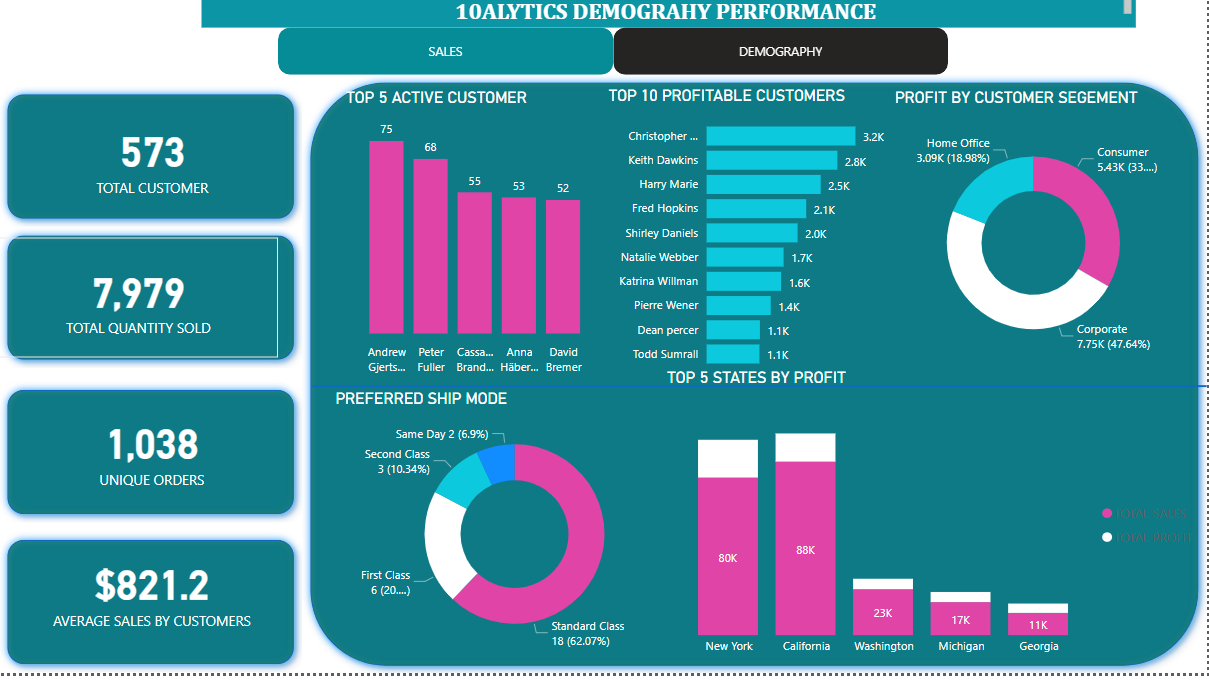 10ALYTICS DEMOGRAHY PERFORMANCE
SALES
DEMOGRAPHY
573
TOTAL CUSTOMER
7,979
TOTAL QUANTITY SOLD
1,038
UNIQUE ORDERS
$821.2
AVERAGE SALES BY CUSTOMERS
TOP 5 ACTIVE CUSTOMER
75
68
55
53
52
Andrew
Gjerts...
Peter
Fuller
Cassa...
Brand...
Anna
Häber...
David
Bremer
TOP 10 PROFITABLE CUSTOMERS
Christopher ... 3.2K
Keith Dawkins 2.8K
Harry Marie 2.5K
Fred Hopkins 2.1K
Shirley Daniels 2.0K
Natalie Webber 1.7K
Katrina Willman 1.6K
Pierre Wener 1.4K
Dean percer 1.1K
Todd Sumrall 1.1K
PROFIT BY CUSTOMER SEGEMENT
Home Office
3.09K (18.98%)
Consumer
5.43K (33....)
Corporate
7.75K (47.64%)
PREFERRED SHIP MODE
Same Day 2 (6.9%)
Second Class
3 (10.34%)
First Class
6 (20....)
Standard Class
18 (62.07%)
TOP 5 STATES BY PROFIT
80K
88K
23K
17K
11K
New York
California
Washington
Michigan
Georgia
TOTAL SALES
TOTAL PROFIT